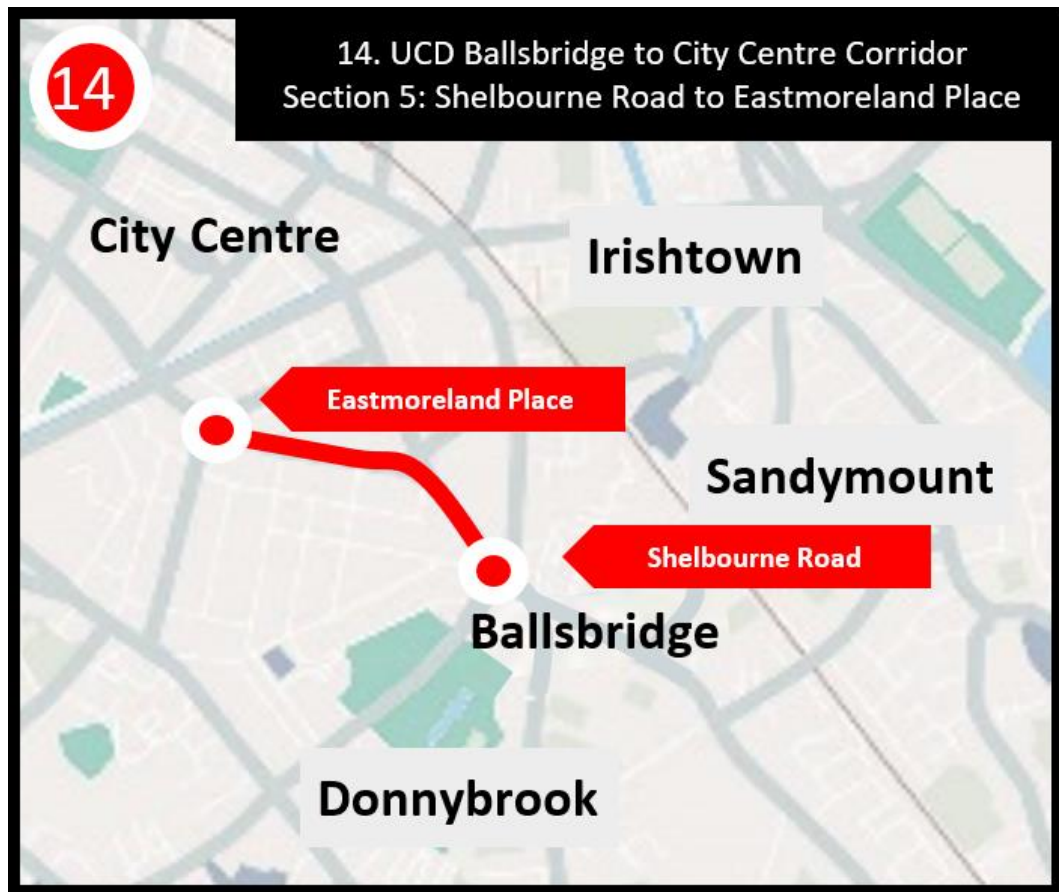 14
14. UCD Ballsbridge to City Centre Corridor
Section 5: Shelbourne Road to Eastmoreland Place
City Centre
Irishtown
Eastmoreland Place
Sandymount
Shelbourne Road
Ballsbridge
Donnybrook